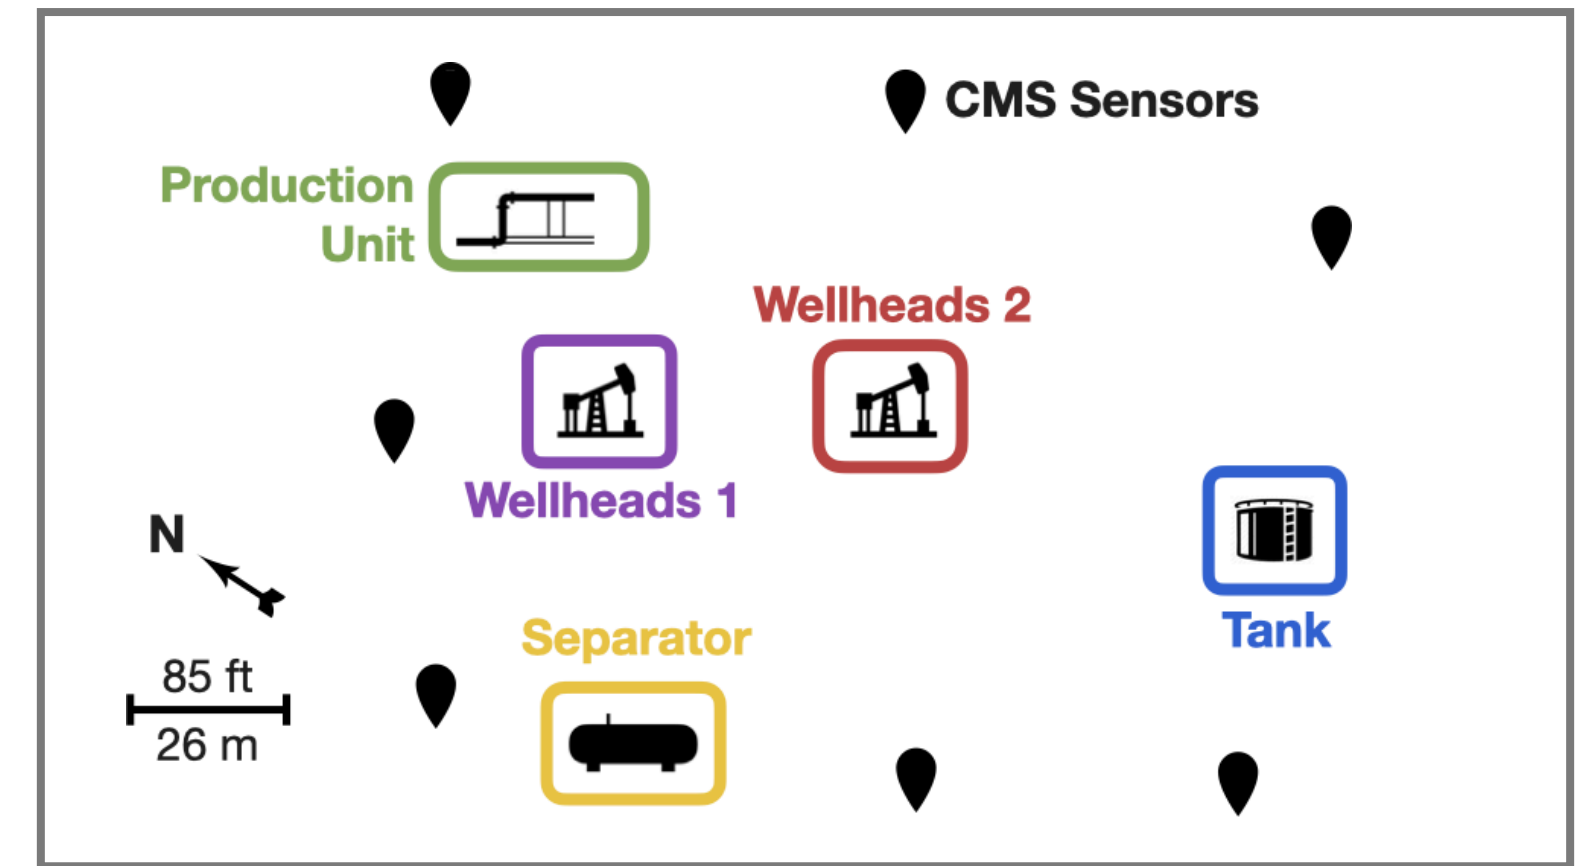 CMS Sensors
Production
Unit
Wellheads 2
Wellheads 1
N
Tank
Separator
85 ft
26 m